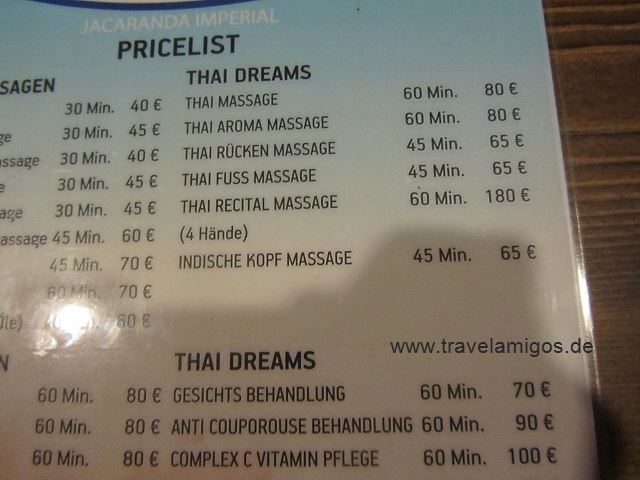 JACARANDA IMPERIAL
PRICELIST
SAGEN THAI DREAMS
30 Min. 40 € THAI MASSAGE 60 Min. 80 €
ge 30 Min. 45 € THAI AROMA MASSAGE 60 Min. 80 €
assage 30 Min. 40 € THAI RÜCKEN MASSAGE 45 Min. 65 €
e 30 Min. 45 € THAI FUSS MASSAGE 45 Min. 65 €
age 30 Min. 45 € THAI RECITAL MASSAGE 60 Min. 180 €
assage 45 Min. 60 € (4 Hände)
45 Min. 70 € INDISCHE KOPF MASSAGE 45 Min. 65 €
60 Min. 70 €
Öle) 60 €
www.travelamigos.de
N THAI DREAMS
60 Min. 80 € GESICHTS BEHANDLUNG 60 Min. 70 €
60 Min. 80 € ANTI COUPOROUSE BEHANDLUNG 60 Min. 90 €
60 Min. 80 € COMPLEX C VITAMIN PFLEGE 60 Min. 100 €